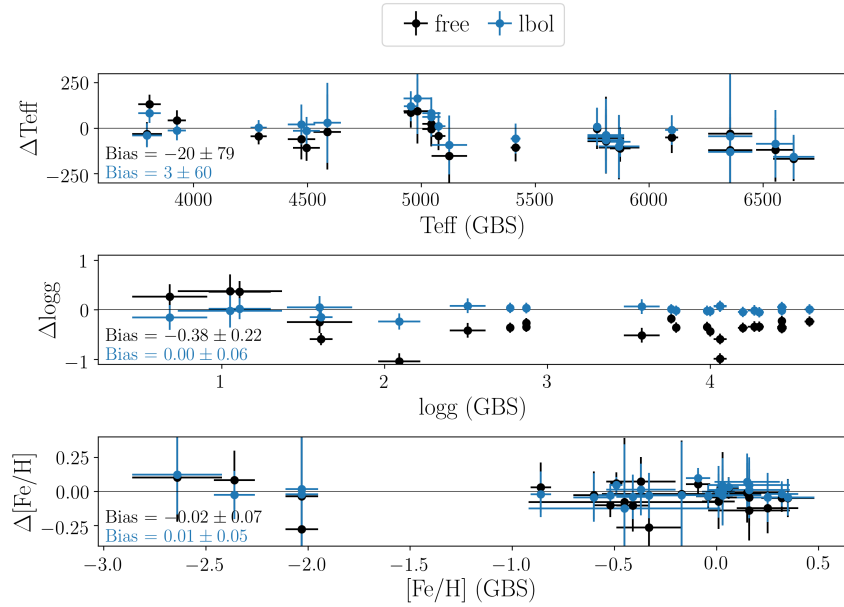 free lbol
250
0
−250
ΔTeff
Bias = −20 ± 79
Bias = 3 ± 60
4000 4500 5000 5500 6000 6500
Teff (GBS)
1
0
−1
Δlogg
Bias = −0.38 ± 0.22
Bias = 0.00 ± 0.06
1 2 3 4
logg (GBS)
0.25
0.00
−0.25
Δ[Fe/H]
Bias = −0.02 ± 0.07
Bias = 0.01 ± 0.05
−3.0 −2.5 −2.0 −1.5 −1.0 −0.5 0.0 0.5
[Fe/H] (GBS)